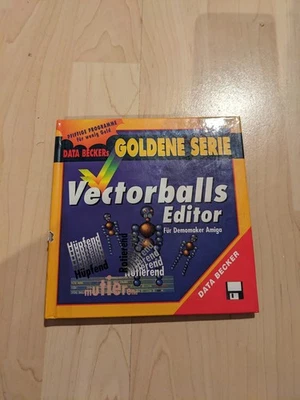 PFIFFIGE PROGRAMME
für wenig Geld
DATA BECKERs GOLDENE SERIE
Vectorballs
Editor
Für Demomaker Amiga
Hüpfend
Hüpfend
Rotierend
Rotierend
mutieren
DATA BECKER